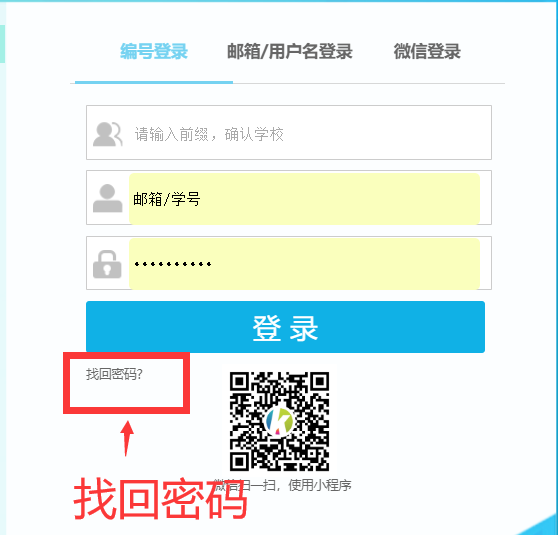 编号登录 邮箱/用户名登录 微信登录
请输入前缀，确认学校
邮箱/学号
••••••••••
登 录
找回密码?
微信扫一扫，使用小程序
找回密码